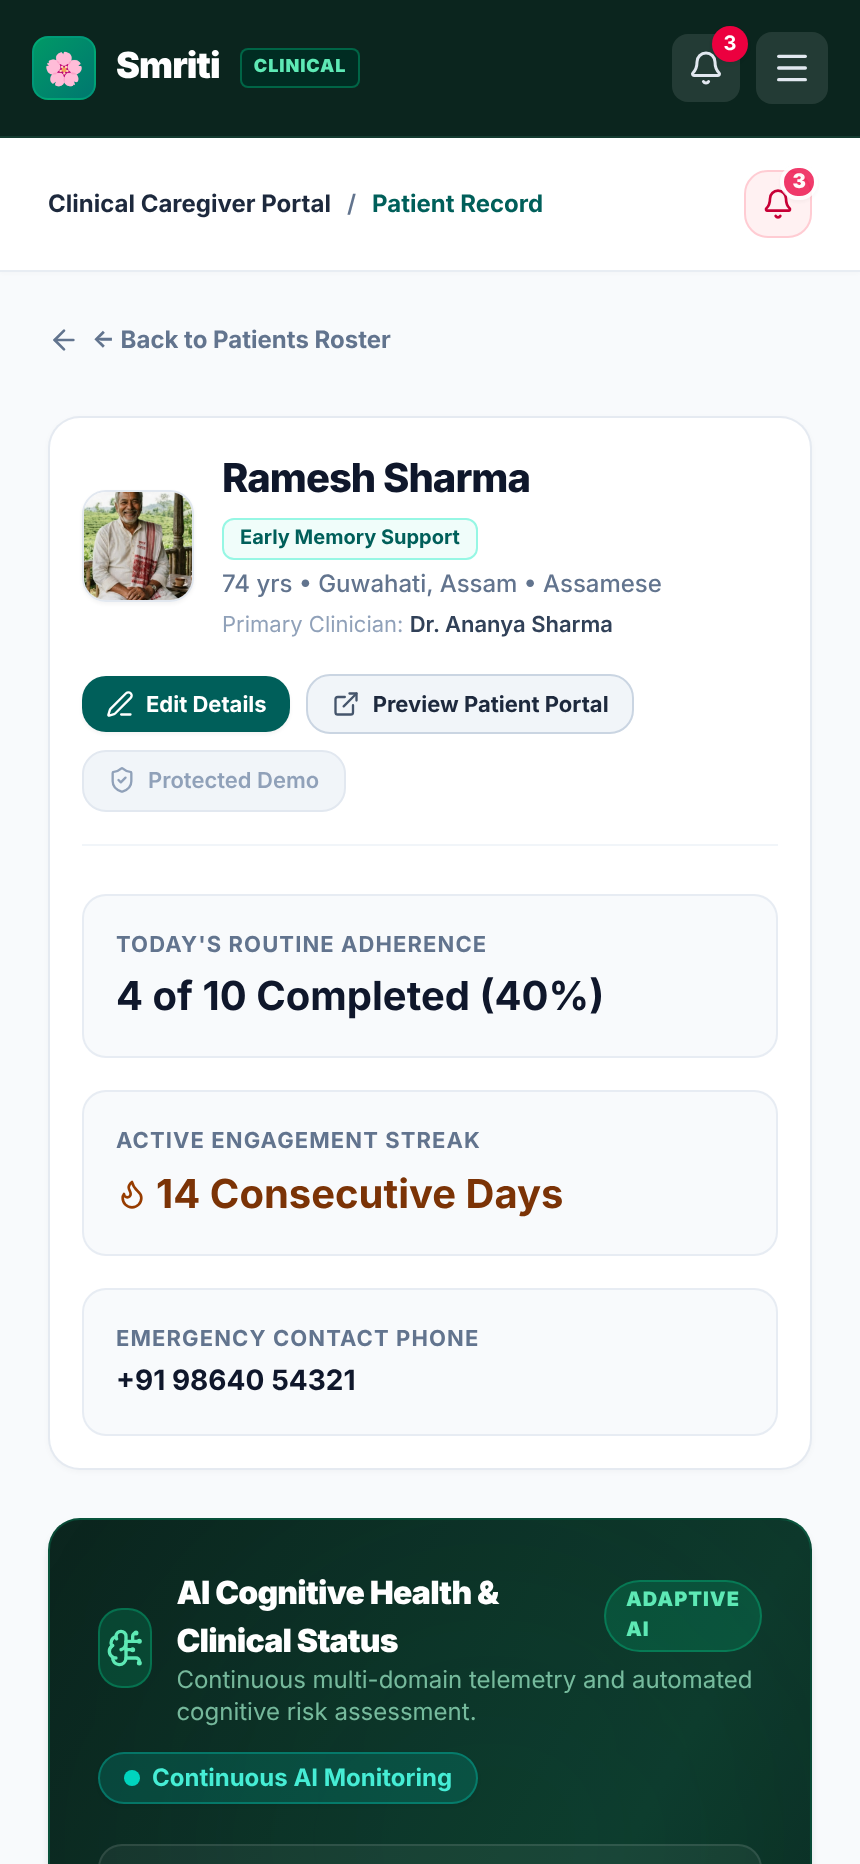 Smriti
CLINICAL
3
Clinical Caregiver Portal / Patient Record
3
← Back to Patients Roster
Ramesh Sharma
Early Memory Support
74 yrs • Guwahati, Assam • Assamese
Primary Clinician: Dr. Ananya Sharma
Edit Details
Preview Patient Portal
Protected Demo
TODAY'S ROUTINE ADHERENCE
4 of 10 Completed (40%)
ACTIVE ENGAGEMENT STREAK
14 Consecutive Days
EMERGENCY CONTACT PHONE
+91 98640 54321
AI Cognitive Health &
Clinical Status
ADAPTIVE
AI
Continuous multi-domain telemetry and automated
cognitive risk assessment.
Continuous AI Monitoring